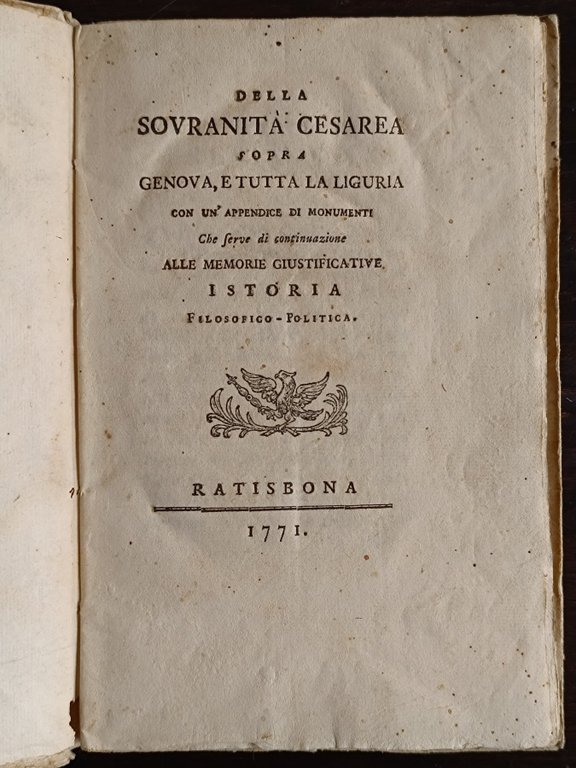 DELLA
SOVRANITÀ CESAREA
SOPRA
GENOVA, E TUTTA LA LIGURIA
CON UN' APPENDICE DI MONUMENTI
Che serve di continuazione
ALLE MEMORIE GIUSTIFICATIVE.
ISTORIA
FILOSOFICO-POLITICA.
RATISBONA
1771.